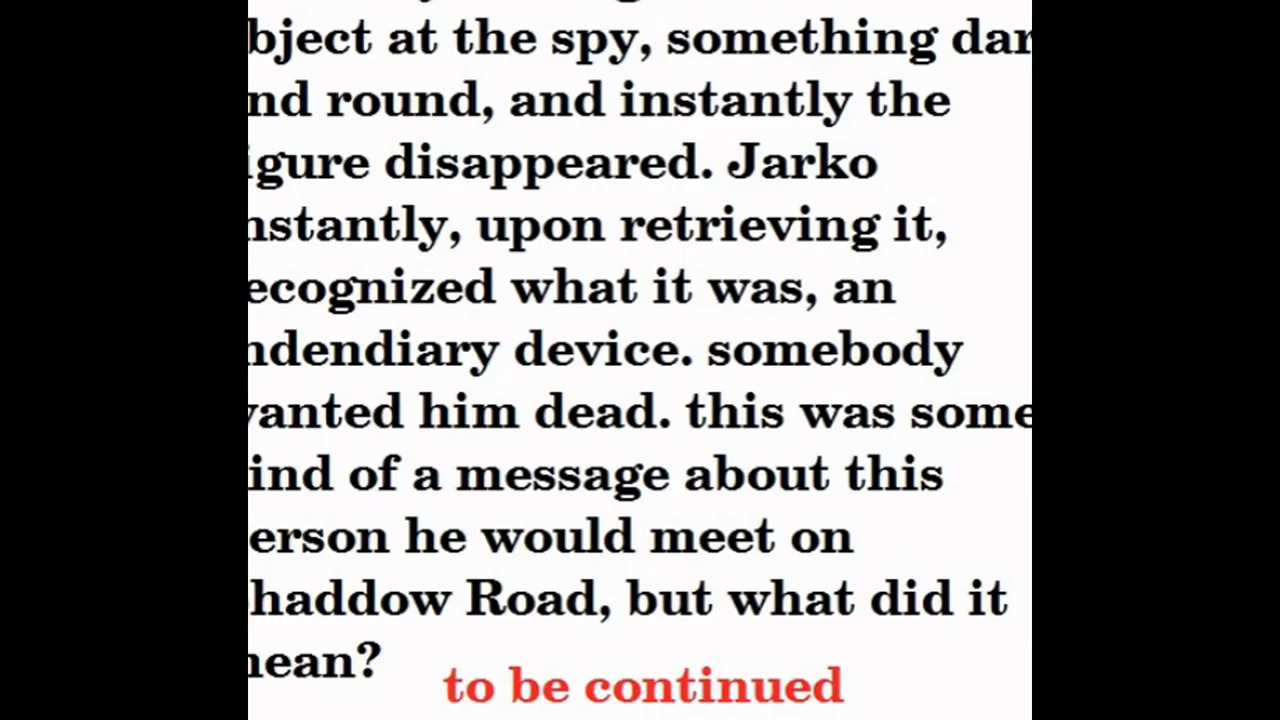 bject at the spy, something dar
nd round, and instantly the
igure disappeared. Jarko
nstantly, upon retrieving it,
ecognized what it was, an
ndendiary device. somebody
wanted him dead. this was some
ind of a message about this
erson he would meet on
haddow Road, but what did it
mean?
to be continued